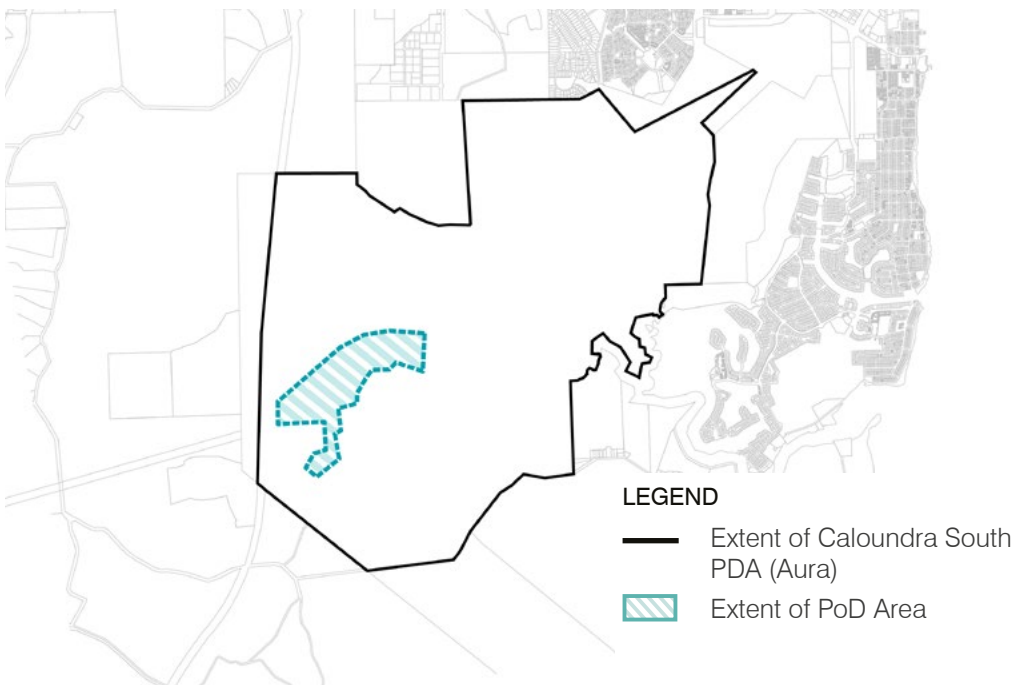 LEGEND
Extent of Caloundra South
PDA (Aura)
Extent of PoD Area